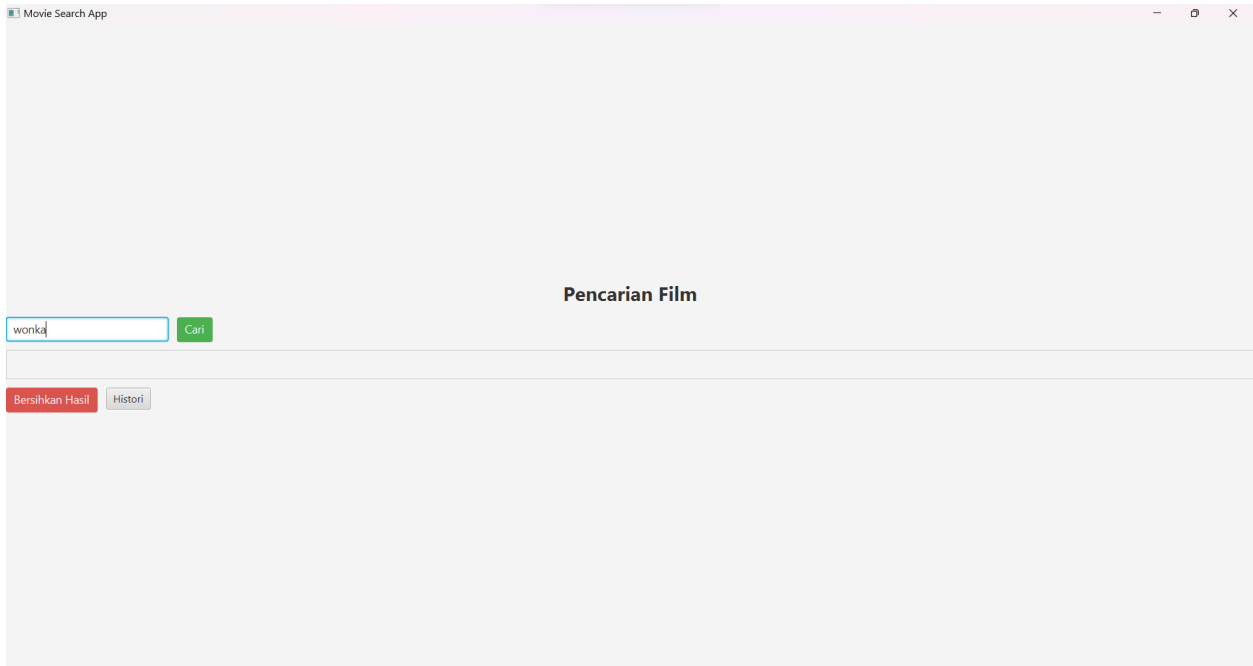 Movie Search App
Pencarian Film
wonka
Cari
Bersihkan Hasil
Histori